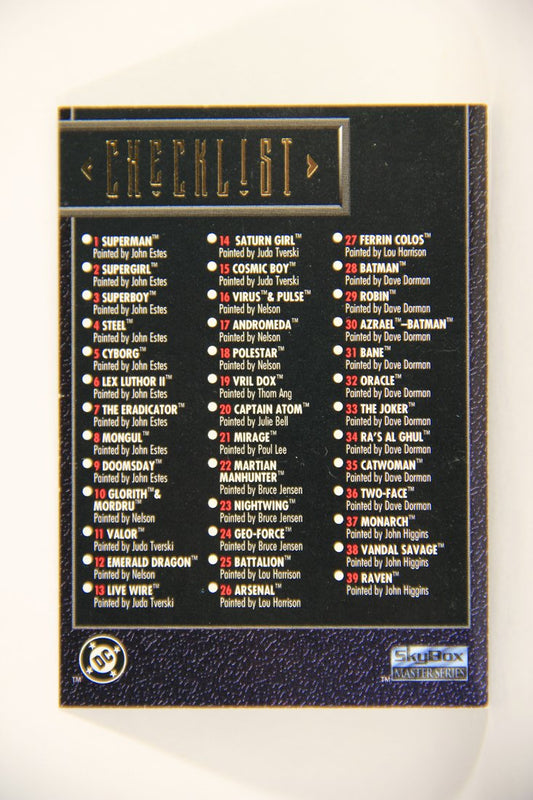 CHECKLIST
1 SUPERMAN™
Painted by John Estes
2 SUPERGIRL™
Painted by John Estes
3 SUPERBOY™
Painted by John Estes
4 STEEL™
Painted by John Estes
5 CYBORG™
Painted by John Estes
6 LEX LUTHOR II™
Painted by John Estes
7 THE ERADICATOR™
Painted by John Estes
8 MONGUL™
Painted by John Estes
9 DOOMSDAY™
Painted by John Estes
10 GLORITH™ &
MORDRU™
Painted by Nelson
11 VALOR™
Painted by Juda Tverski
12 EMERALD DRAGON™
Painted by Nelson
13 LIVE WIRE™
Painted by Juda Tverski
14 SATURN GIRL™
Painted by Juda Tverski
15 COSMIC BOY™
Painted by Juda Tverski
16 VIRUS™ & PULSE™
Painted by Nelson
17 ANDROMEDA™
Painted by Nelson
18 POLESTAR™
Painted by Nelson
19 VRIL DOX™
Painted by Thom Ang
20 CAPTAIN ATOM™
Painted by Julie Bell
21 MIRAGE™
Painted by Paul Lee
22 MARTIAN
MANHUNTER™
Painted by Bruce Jensen
23 NIGHTWING™
Painted by Bruce Jensen
24 GEO-FORCE™
Painted by Bruce Jensen
25 BATTALION™
Painted by Lou Harrison
26 ARSENAL™
Painted by Lou Harrison
27 FERRIN COLOS™
Painted by Lou Harrison
28 BATMAN™
Painted by Dave Dorman
29 ROBIN™
Painted by Dave Dorman
30 AZRAEL™–BATMAN™
Painted by Dave Dorman
31 BANE™
Painted by Dave Dorman
32 ORACLE™
Painted by Dave Dorman
33 THE JOKER™
Painted by Dave Dorman
34 RA'S AL GHUL™
Painted by Dave Dorman
35 CATWOMAN™
Painted by Dave Dorman
36 TWO-FACE™
Painted by Dave Dorman
37 MONARCH™
Painted by John Higgins
38 VANDAL SAVAGE™
Painted by John Higgins
39 RAVEN™
Painted by John Higgins
DC
™
SkyBox
™ MASTER SERIES